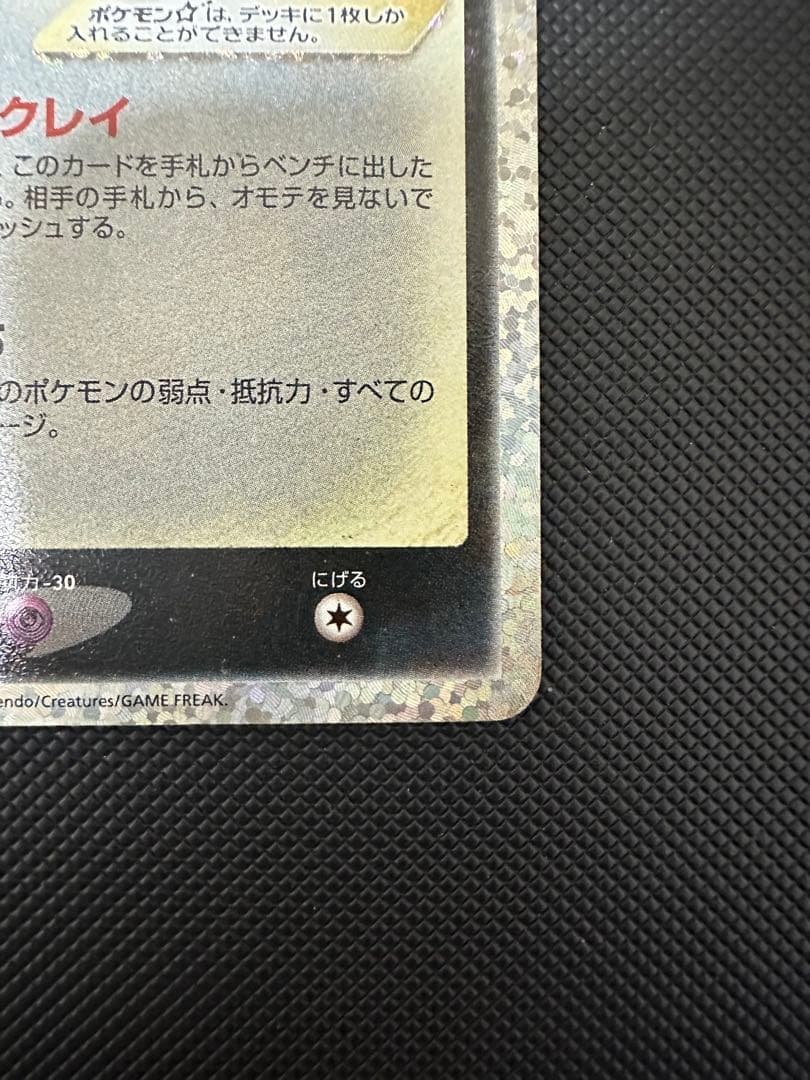 ポケモン☆は、デッキに1枚しか
入れることができません。
クレイ
、このカードを手札からベンチに出した
。相手の手札から、オモテを見ないで
ッシュする。
のポケモンの弱点・抵抗力・すべての
ージ。
力-30
にげる
endo/Creatures/GAME FREAK.